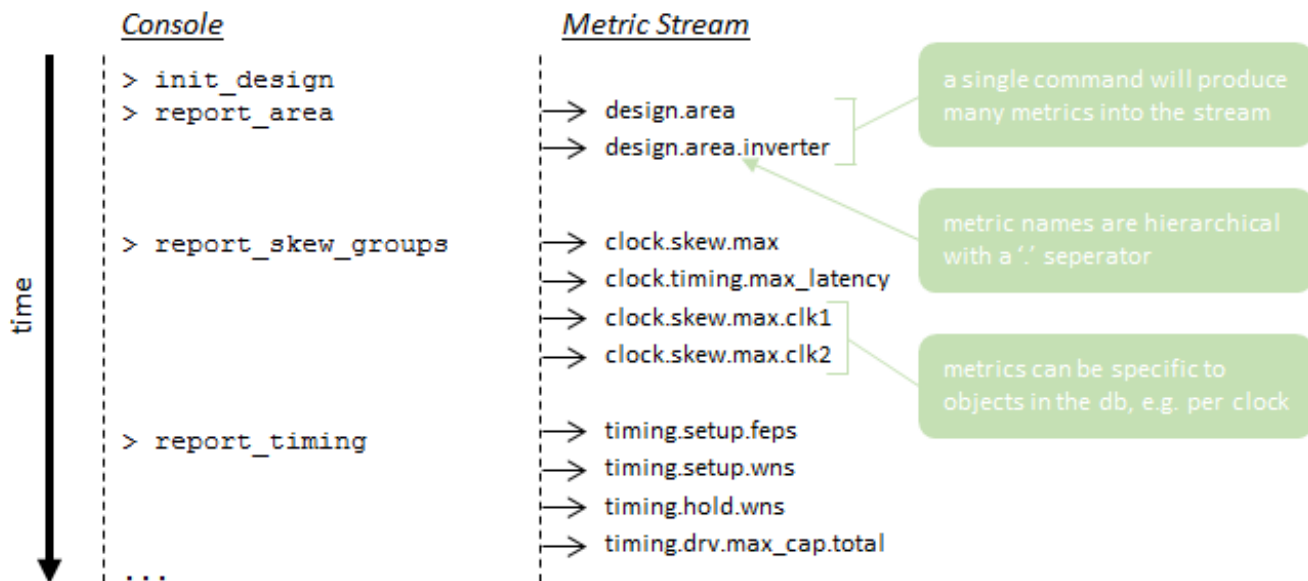 Console
Metric Stream
> init_design
> report_area
design.area
design.area.inverter
a single command will produce
many metrics into the stream
metric names are hierarchical
with a '.' seperator
> report_skew_groups
clock.skew.max
clock.timing.max_latency
clock.skew.max.clk1
clock.skew.max.clk2
metrics can be specific to
objects in the db, e.g. per clock
time
> report_timing
timing.setup.feps
timing.setup.wns
timing.hold.wns
timing.drv.max_cap.total
...